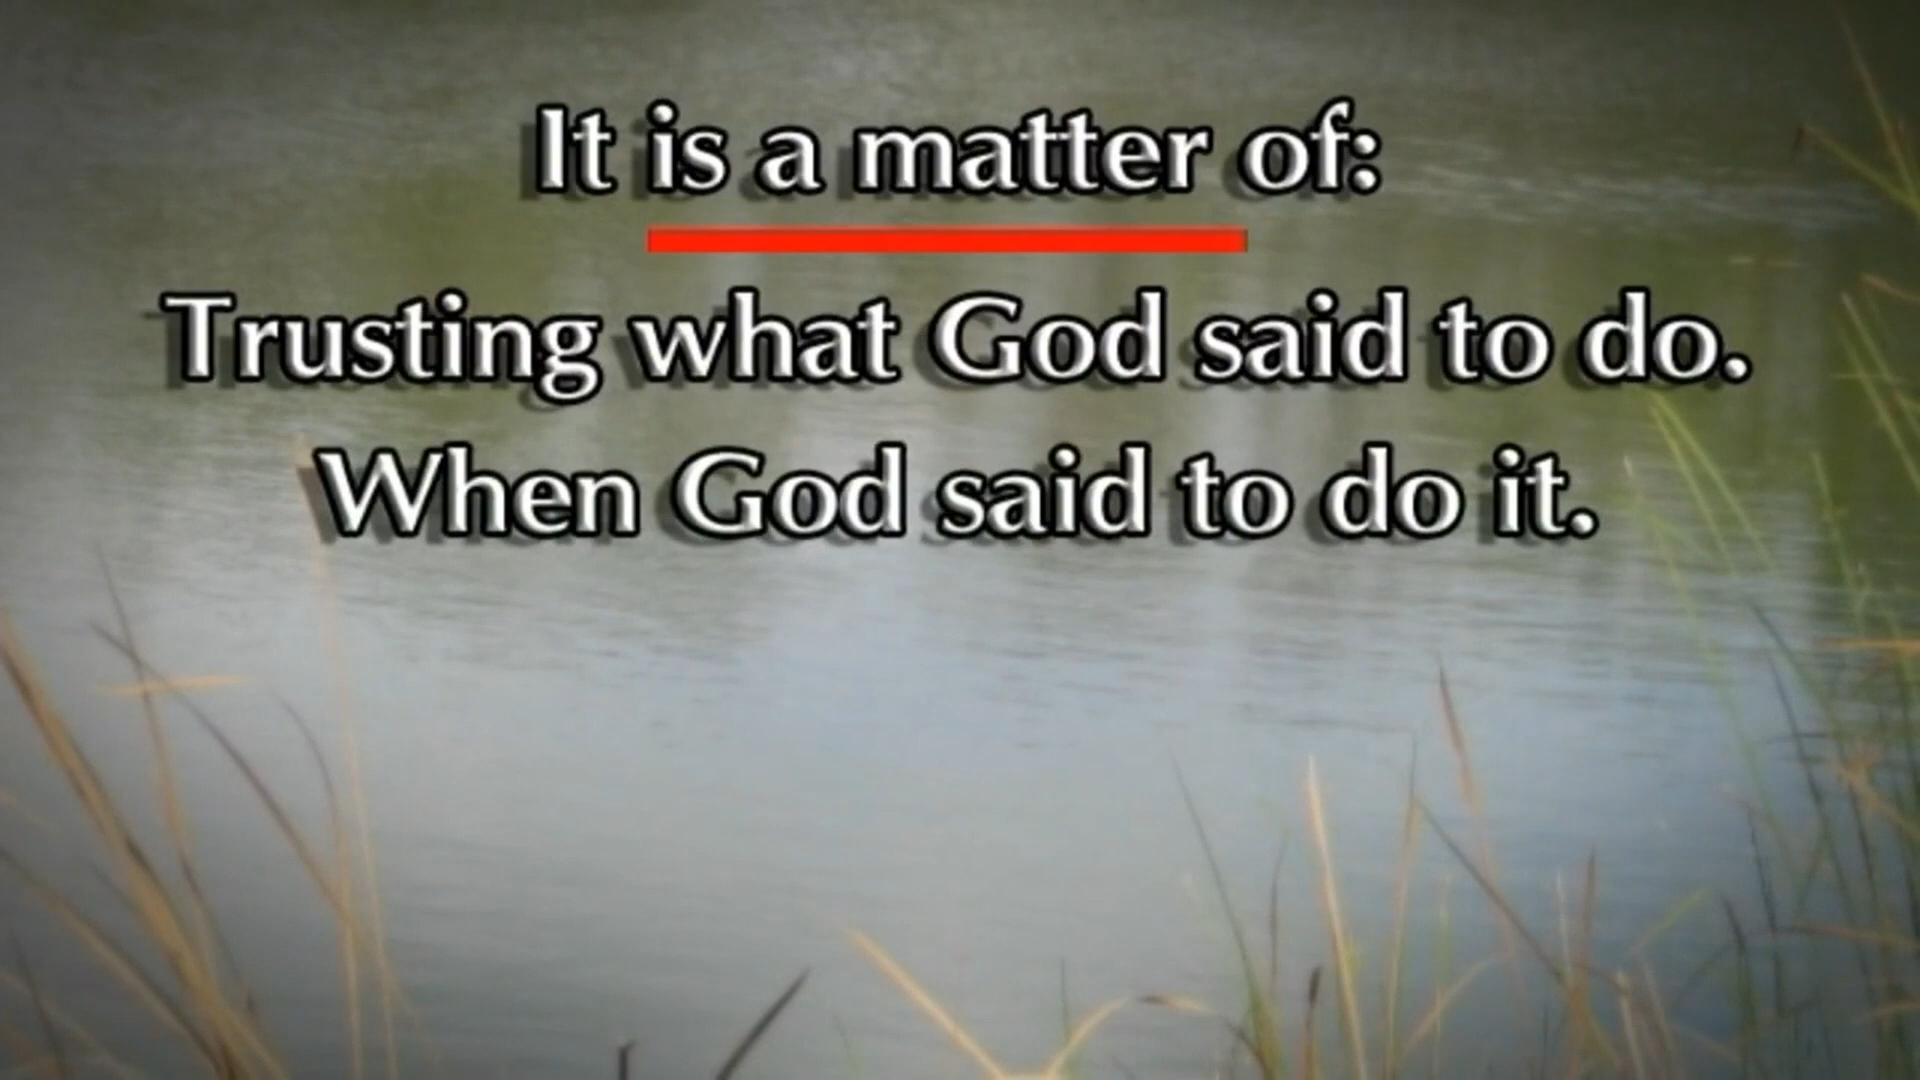 It is a matter of:
Trusting what God said to do.
When God said to do it.